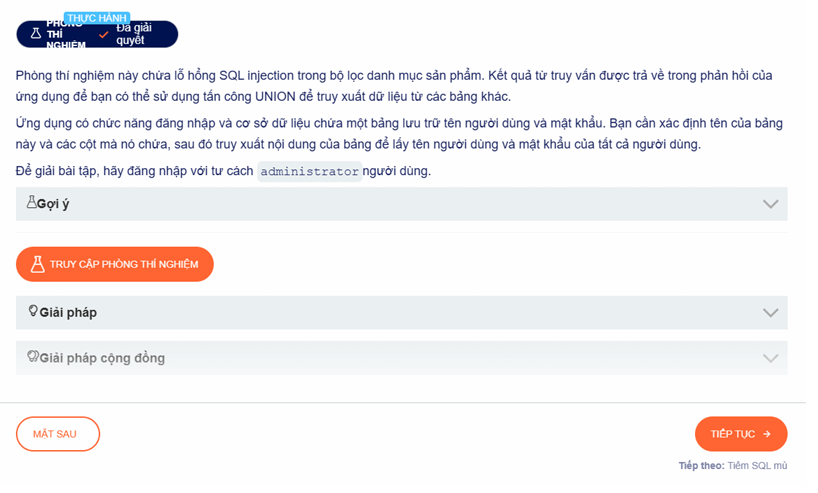 THỰC HÀNH
PHÒNG
THÍ
NGHIỆM
Đã giải
quyết
Phòng thí nghiệm này chứa lỗ hổng SQL injection trong bộ lọc danh mục sản phẩm. Kết quả từ truy vấn được trả về trong phản hồi của
ứng dụng để bạn có thể sử dụng tấn công UNION để truy xuất dữ liệu từ các bảng khác.
Ứng dụng có chức năng đăng nhập và cơ sở dữ liệu chứa một bảng lưu trữ tên người dùng và mật khẩu. Bạn cần xác định tên của bảng
này và các cột mà nó chứa, sau đó truy xuất nội dung của bảng để lấy tên người dùng và mật khẩu của tất cả người dùng.
Để giải bài tập, hãy đăng nhập với tư cách administrator người dùng.
Gợi ý
TRUY CẬP PHÒNG THÍ NGHIỆM
Giải pháp
Giải pháp cộng đồng
MẶT SAU
TIẾP TỤC →
Tiếp theo: Tiêm SQL mù